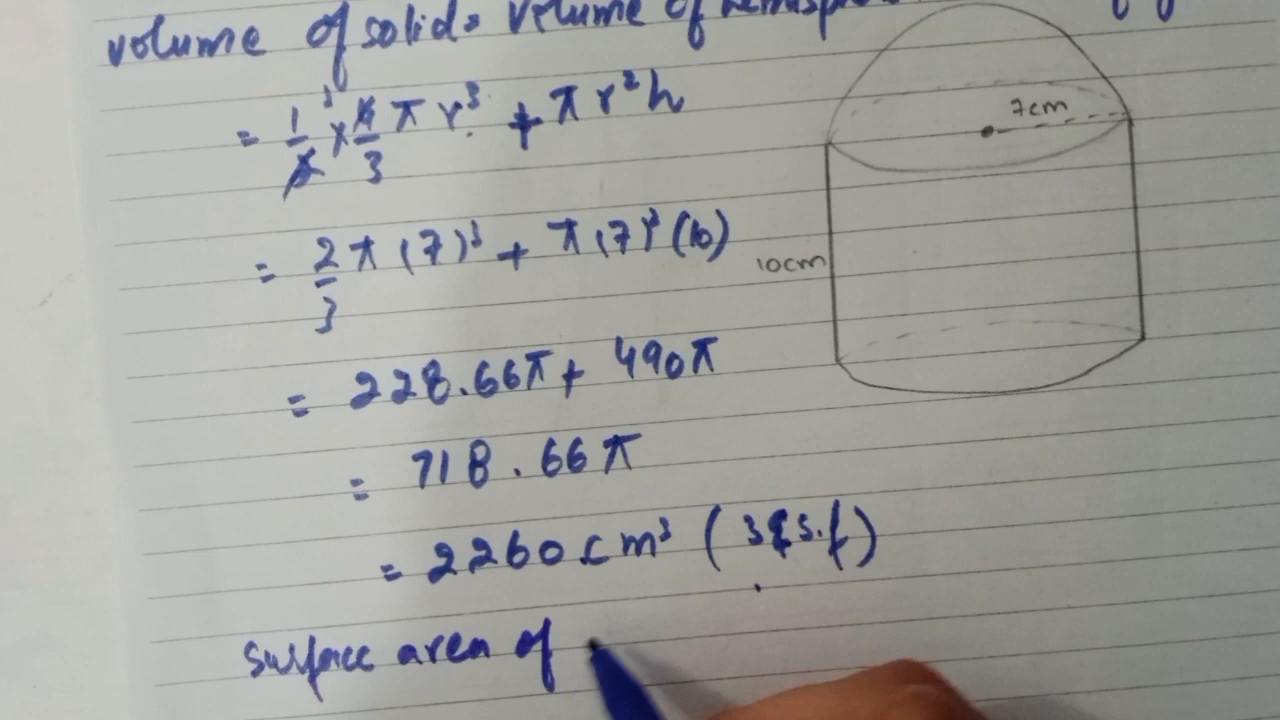 volume of solid = volume of
= 1/2 × 4/3 π r³ + π r² h
= 2/3 π (7)³ + π (7)² (10)
= 228.66π + 490π
= 718.66π
= 2260 cm³ (3 s.f)
surface area of
7cm
10cm